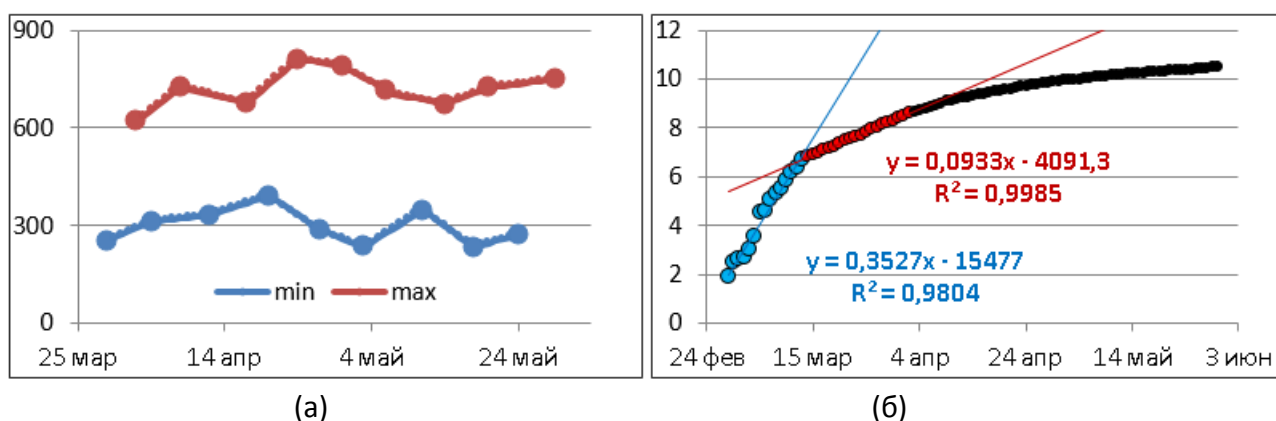 900
600
300
0
min max
25 мар 14 апр 4 май 24 май
(а)
12
10
8
6
4
2
0
y = 0,0933x - 4091,3
R² = 0,9985
y = 0,3527x - 15477
R² = 0,9804
24 фев 15 мар 4 апр 24 апр 14 май 3 июн
(б)